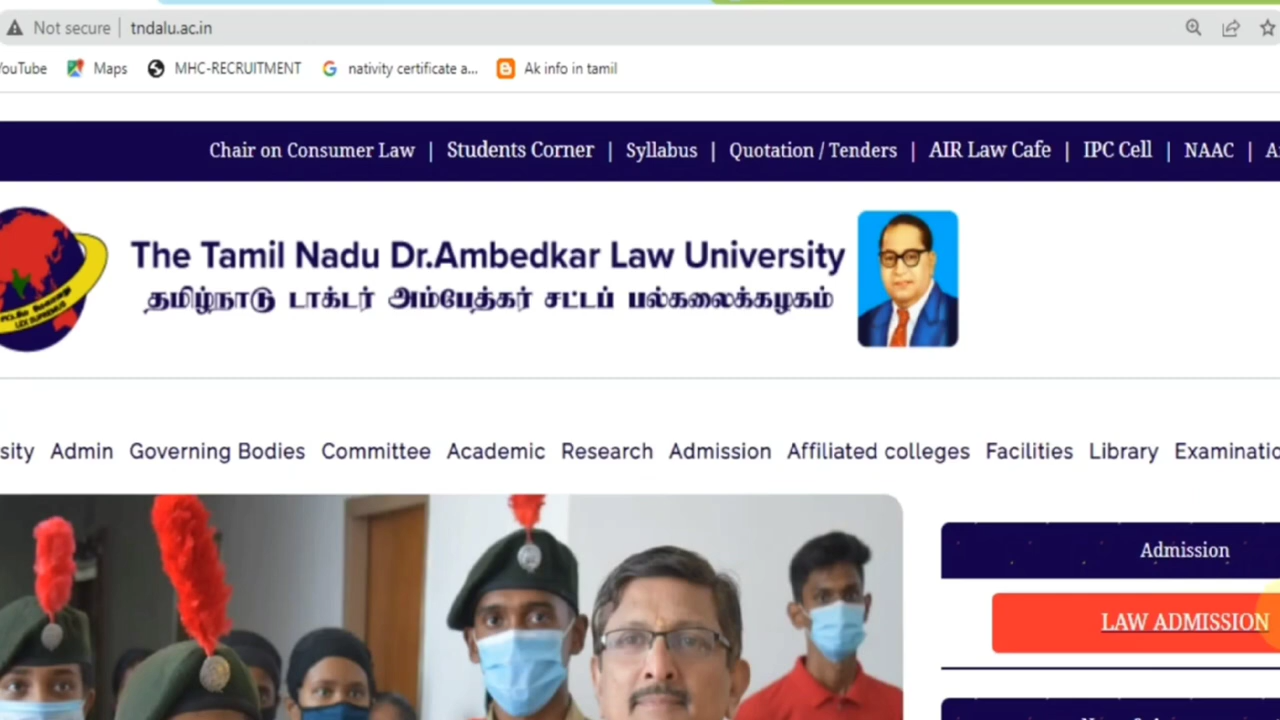 Not secure | tndalu.ac.in
YouTube Maps MHC-RECRUITMENT nativity certificate a... Ak info in tamil
Chair on Consumer Law | Students Corner | Syllabus | Quotation / Tenders | AIR Law Cafe | IPC Cell | NAAC |
The Tamil Nadu Dr.Ambedkar Law University
தமிழ்நாடு டாக்டர் அம்பேத்கர் சட்டப் பல்கலைக்கழகம்
LEX SUPREMUS
sity Admin Governing Bodies Committee Academic Research Admission Affiliated colleges Facilities Library Examinatio
Admission
LAW ADMISSION